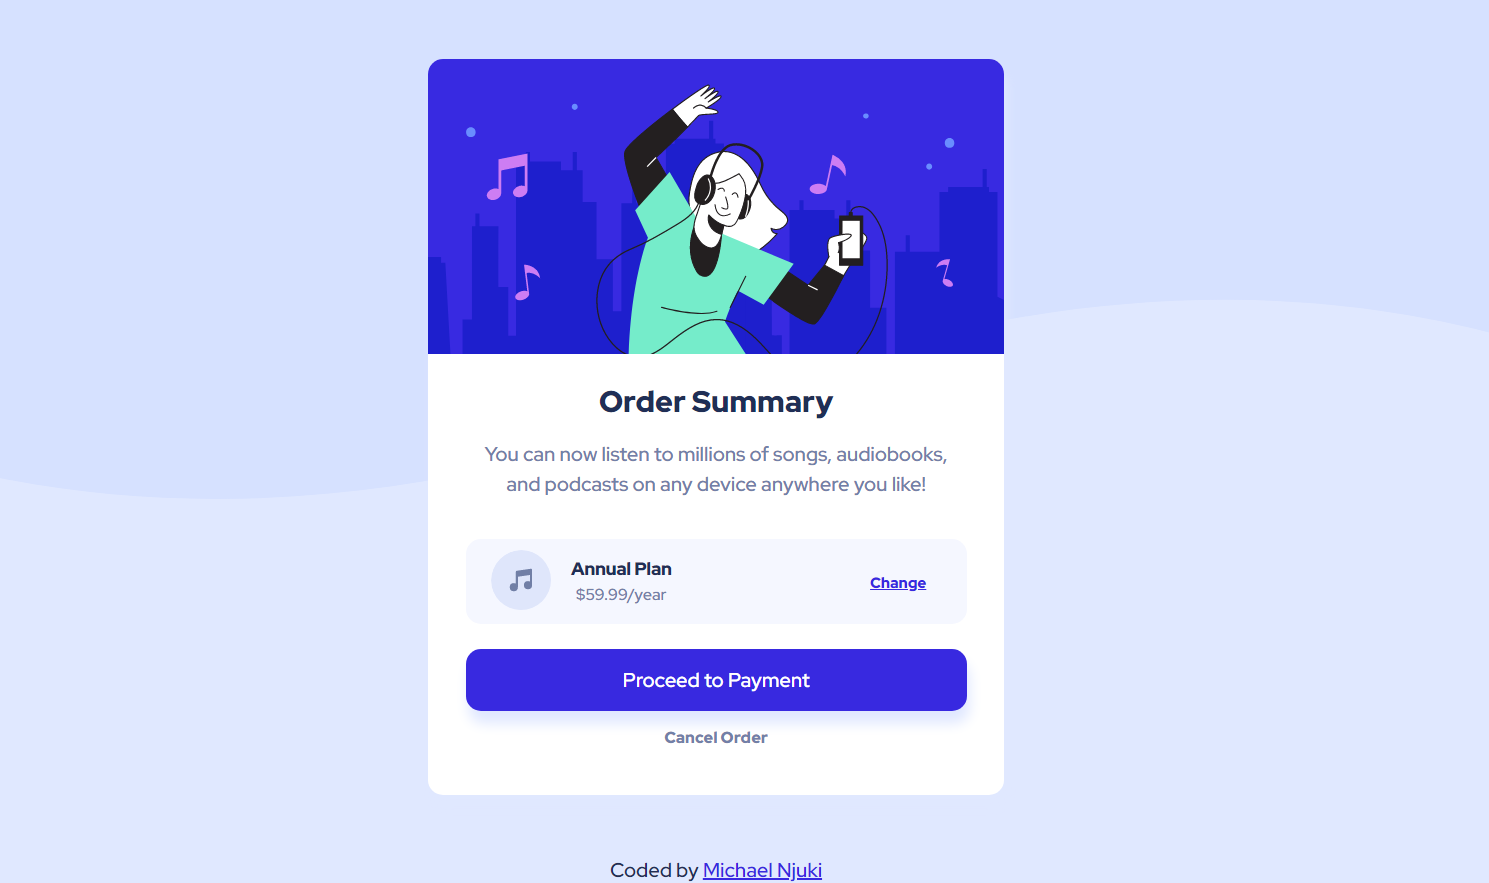 Order Summary
You can now listen to millions of songs, audiobooks,
and podcasts on any device anywhere you like!
Annual Plan
$59.99/year
Change
Proceed to Payment
Cancel Order
Coded by Michael Njuki